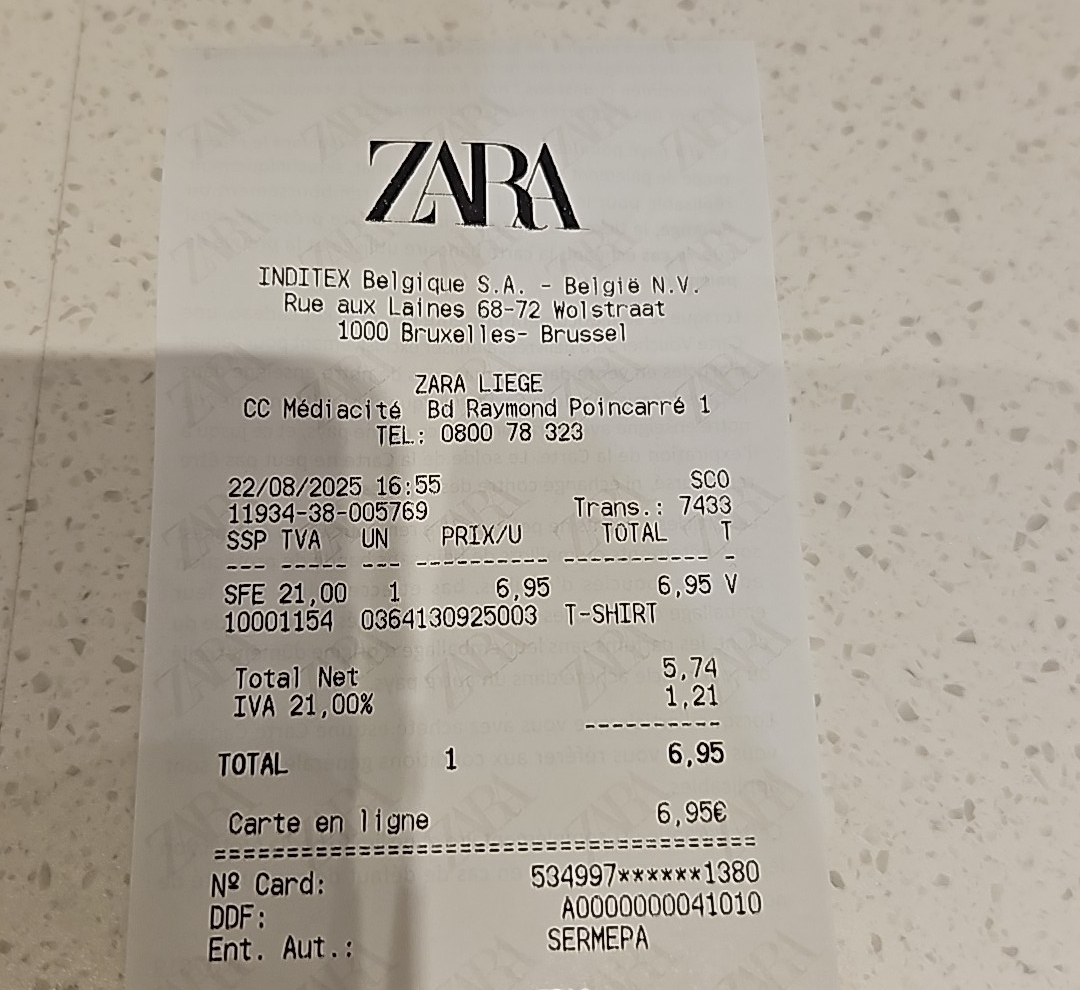 ZARA
INDITEX Belgique S.A. - België N.V.
Rue aux Laines 68-72 Wolstraat
1000 Bruxelles- Brussel
ZARA LIEGE
CC Médiacité Bd Raymond Poincarré 1
TEL.: 0800 78 323
22/08/2025 16:55 SCO
11934-38-005769 Trans.: 7433
SSP TVA UN PRIX/U TOTAL T
--- ----- --- ---------- ----------- -
SFE 21,00 1 6,95 6,95 V
10001154 0364130925003 T-SHIRT
Total Net 5,74
IVA 21,00% 1,21
----------
TOTAL 1 6,95
Carte en ligne 6,95€
========================================
Nº Card: 534997******1380
DDF: A0000000041010
Ent. Aut.: SERMEPA